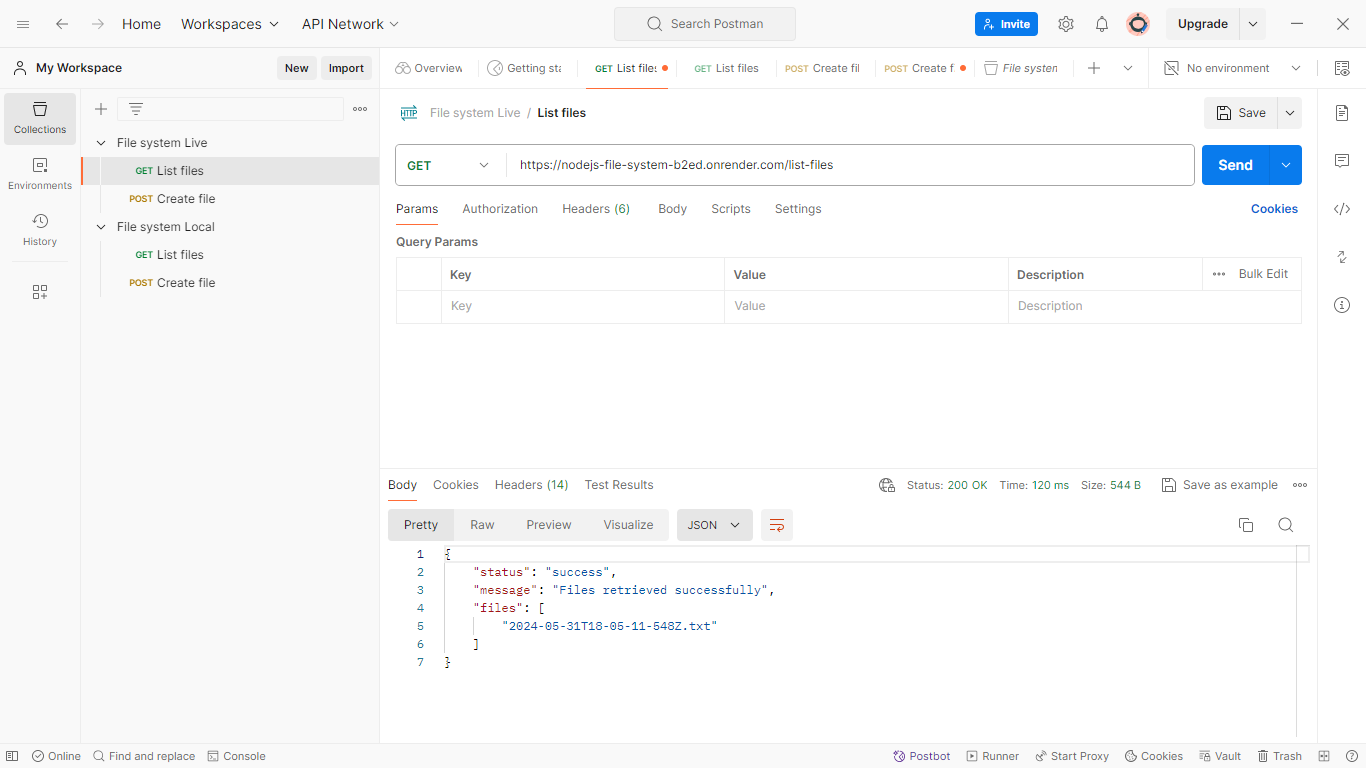 Home Workspaces API Network Search Postman Invite Upgrade
My Workspace New Import Overview Getting sta GET List files GET List files POST Create fil POST Create f File system No environment
Collections
Environments
History
File system Live
GET List files
POST Create file
File system Local
GET List files
POST Create file
HTTP File system Live / List files Save
GET https://nodejs-file-system-b2ed.onrender.com/list-files Send
Params Authorization Headers (6) Body Scripts Settings Cookies
Query Params
Key Value Description Bulk Edit
Key Value Description
Body Cookies Headers (14) Test Results Status: 200 OK Time: 120 ms Size: 544 B Save as example
Pretty Raw Preview Visualize JSON
1 {
2 "status": "success",
3 "message": "Files retrieved successfully",
4 "files": [
5 "2024-05-31T18-05-11-548Z.txt"
6 ]
7 }
Online Find and replace Console Postbot Runner Start Proxy Cookies Vault Trash